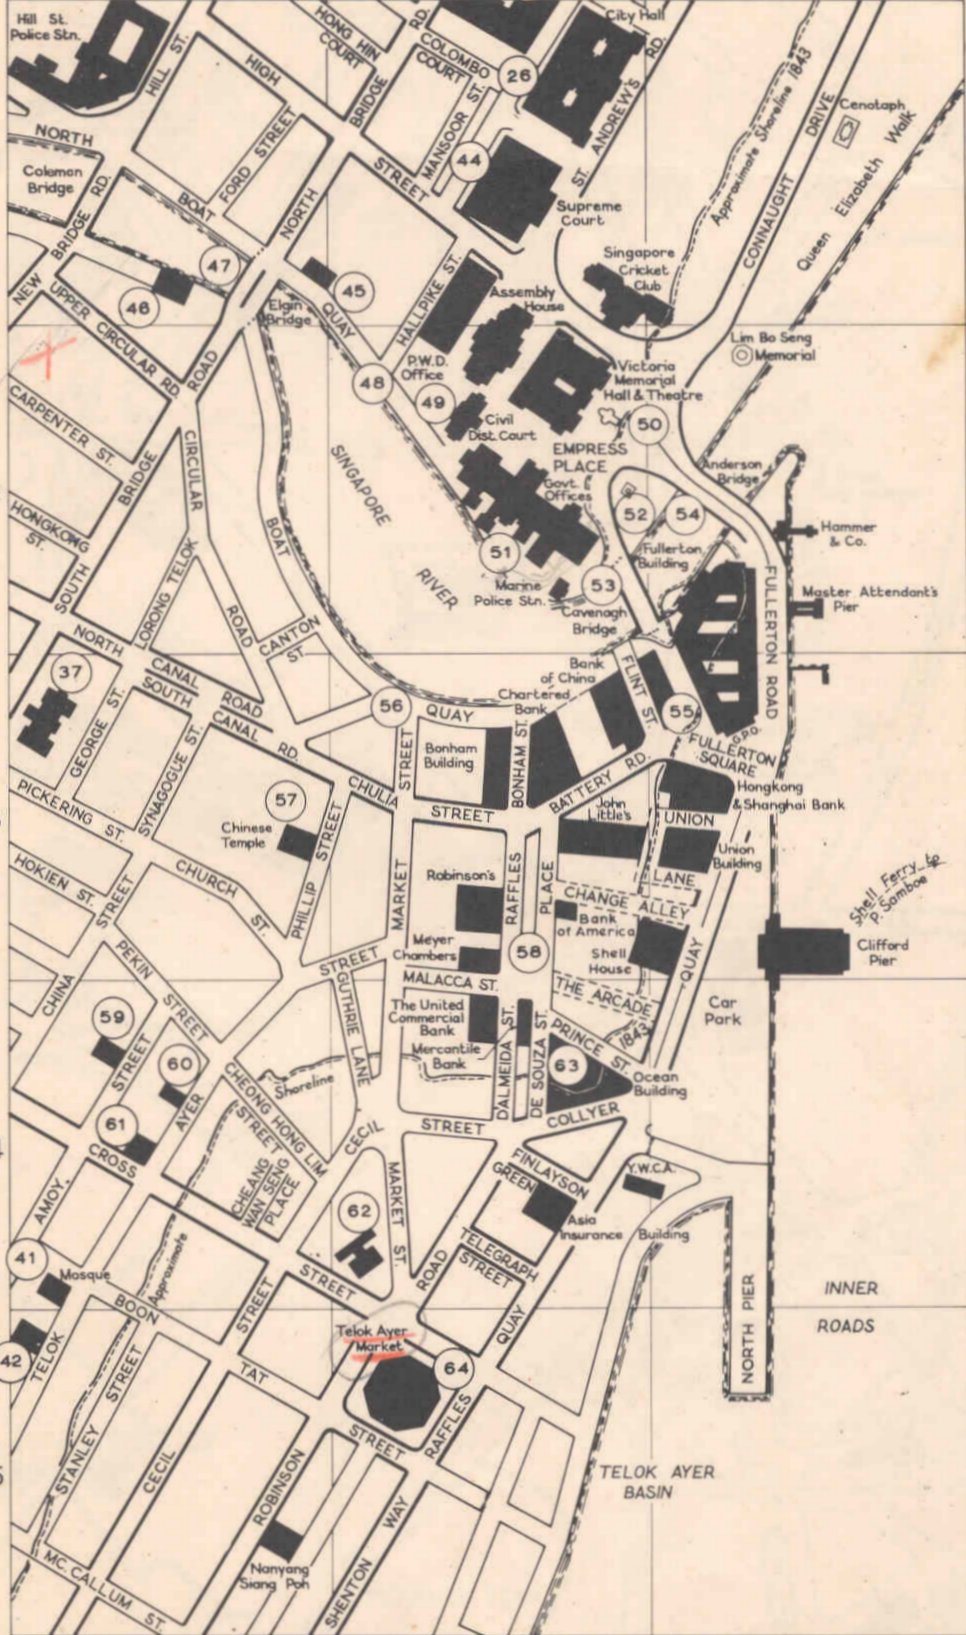 Hill St.
Police Stn.
HILL ST.
HIGH
STREET
HONG HIN
COURT
RD.
COLOMBO
COURT
BRIDGE
26
City Hall
RD.
ST. ANDREW'S
MANSOOR ST.
44
Supreme
Court
Approximate Shoreline 1843
CONNAUGHT DRIVE
Cenotaph
Queen Elizabeth Walk
NORTH
Coleman
Bridge
NEW BRIDGE RD.
BOAT
FORD STREET
NORTH
47
46
45
UPPER CIRCULAR RD.
Elgin
Bridge
QUAY
HALLPIKE ST.
Assembly
House
Singapore
Cricket
Club
Lim Bo Seng
Memorial
P.W.D.
Office
48
49
Civil
Dist. Court
Victoria
Memorial
Hall & Theatre
50
EMPRESS
PLACE
Govt.
Offices
Anderson
Bridge
CARPENTER ST.
ROAD
BRIDGE
SOUTH
CIRCULAR
ROAD
HONGKONG
ST.
LORONG TELOK
BOAT
SINGAPORE
RIVER
51
52
54
Fullerton
Building
53
Marine
Police Stn.
Cavenagh
Bridge
Hammer
& Co.
Master Attendant's
Pier
FULLERTON ROAD
CANTON
ST
NORTH
CANAL
ROAD
SOUTH
CANAL RD.
37
GEORGE ST.
SYNAGOGUE ST.
PICKERING ST.
56
QUAY
Bank
of China
Chartered
Bank
FLINT ST.
55
G.P.O.
FULLERTON
SQUARE
Bonham
Building
STREET
BONHAM ST.
BATTERY RD.
Hongkong
& Shanghai Bank
57
Chinese
Temple
CHULIA
STREET
PHILLIP STREET
John
Little's
UNION
LANE
Union
Building
HOKIEN ST.
CHURCH
ST.
MARKET
Robinson's
RAFFLES
PLACE
CHANGE ALLEY
Bank
of America
Shell
House
Shell Ferry to
P. Samboe
Clifford
Pier
STREET
CHINA
PEKIN
STREET
STREET
GUTHRIE LANE
Meyer
Chambers
58
MALACCA ST.
THE ARCADE
QUAY
Car
Park
The United
Commercial
Bank
Mercantile
Bank
DALMEIDA ST.
DE SOUZA ST.
PRINCE ST.
1843
63
Ocean
Building
59
STREET
60
AYER
61
CROSS
Shoreline
CHEONG HONG LIM
STREET
CHEANG
WAN SENG
PLACE
CECIL
STREET
COLLYER
FINLAYSON
GREEN
Y.W.C.A.
Asia
Insurance Building
AMOY
41
Mosque
42
TELOK
BOON
Approximate
STREET
62
MARKET ST.
STREET
ROAD
TELEGRAPH
STREET
QUAY
NORTH PIER
INNER
ROADS
TAT
Telok Ayer
Market
64
STREET
RAFFLES
STANLEY STREET
CECIL
ROBINSON
WAY
SHENTON
Nanyang
Siang Poh
MC. CALLUM ST.
TELOK AYER
BASIN